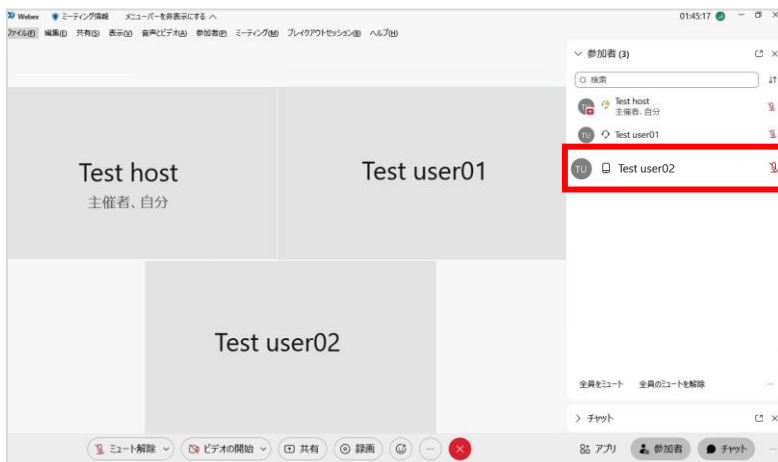 Webex ミーティング情報 メニューバーを非表示にする 01:45:17
ファイル(F) 編集(E) 共有(S) 表示(V) 音声とビデオ(A) 参加者(P) ミーティング(M) ブレイクアウトセッション(B) ヘルプ(H)
参加者 (3)
検索
Test host
主催者、自分
TU Test user01
TU Test user02
Test host
主催者、自分
Test user01
Test user02
全員をミュート 全員のミュートを解除
チャット
ミュート解除 ビデオの開始 共有 録画 アプリ 参加者 チャット